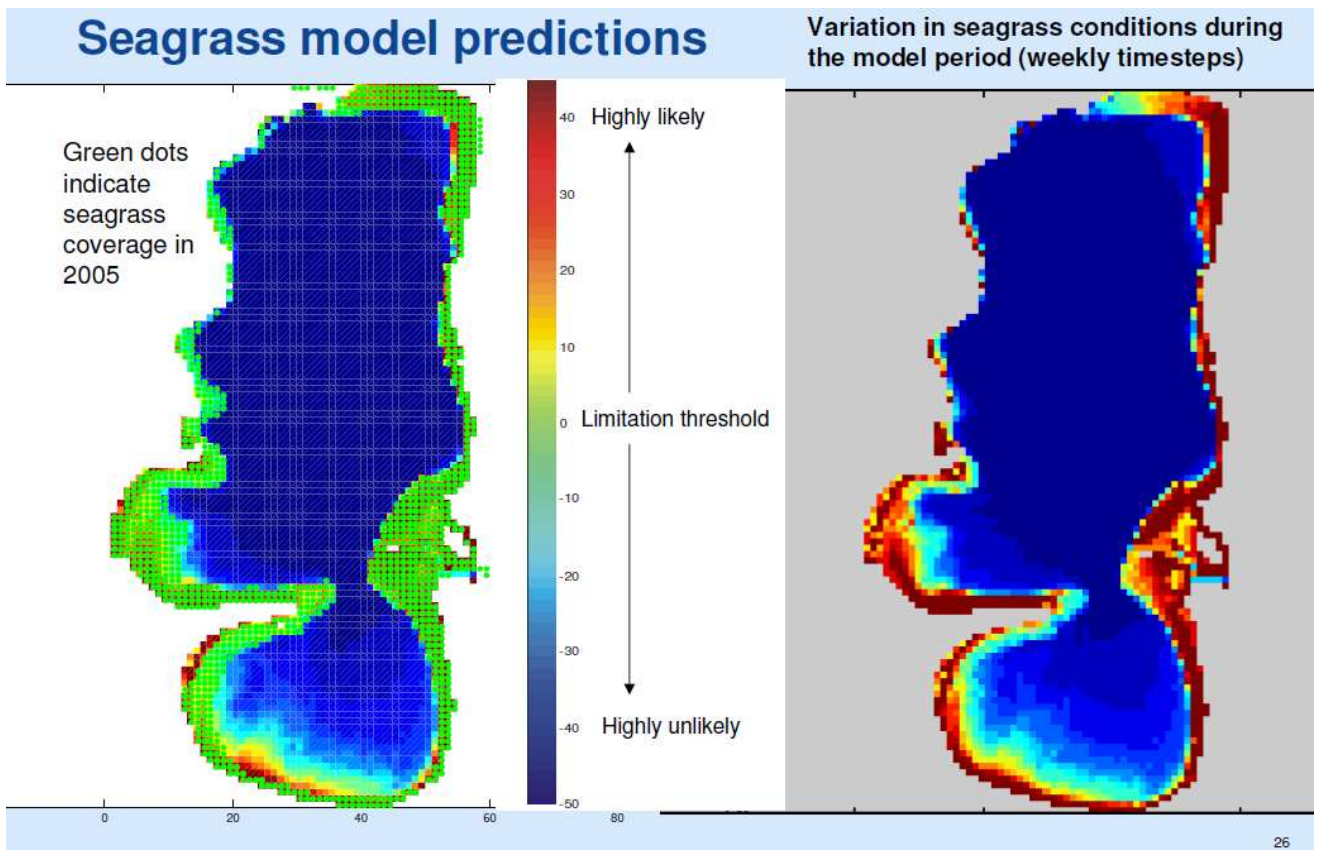 Seagrass model predictions
Variation in seagrass conditions during
the model period (weekly timesteps)
Green dots
indicate
seagrass
coverage in
2005
40
30
20
10
0
-10
-20
-30
-40
-50
Highly likely
Limitation threshold
Highly unlikely
0
20
40
60
80
26